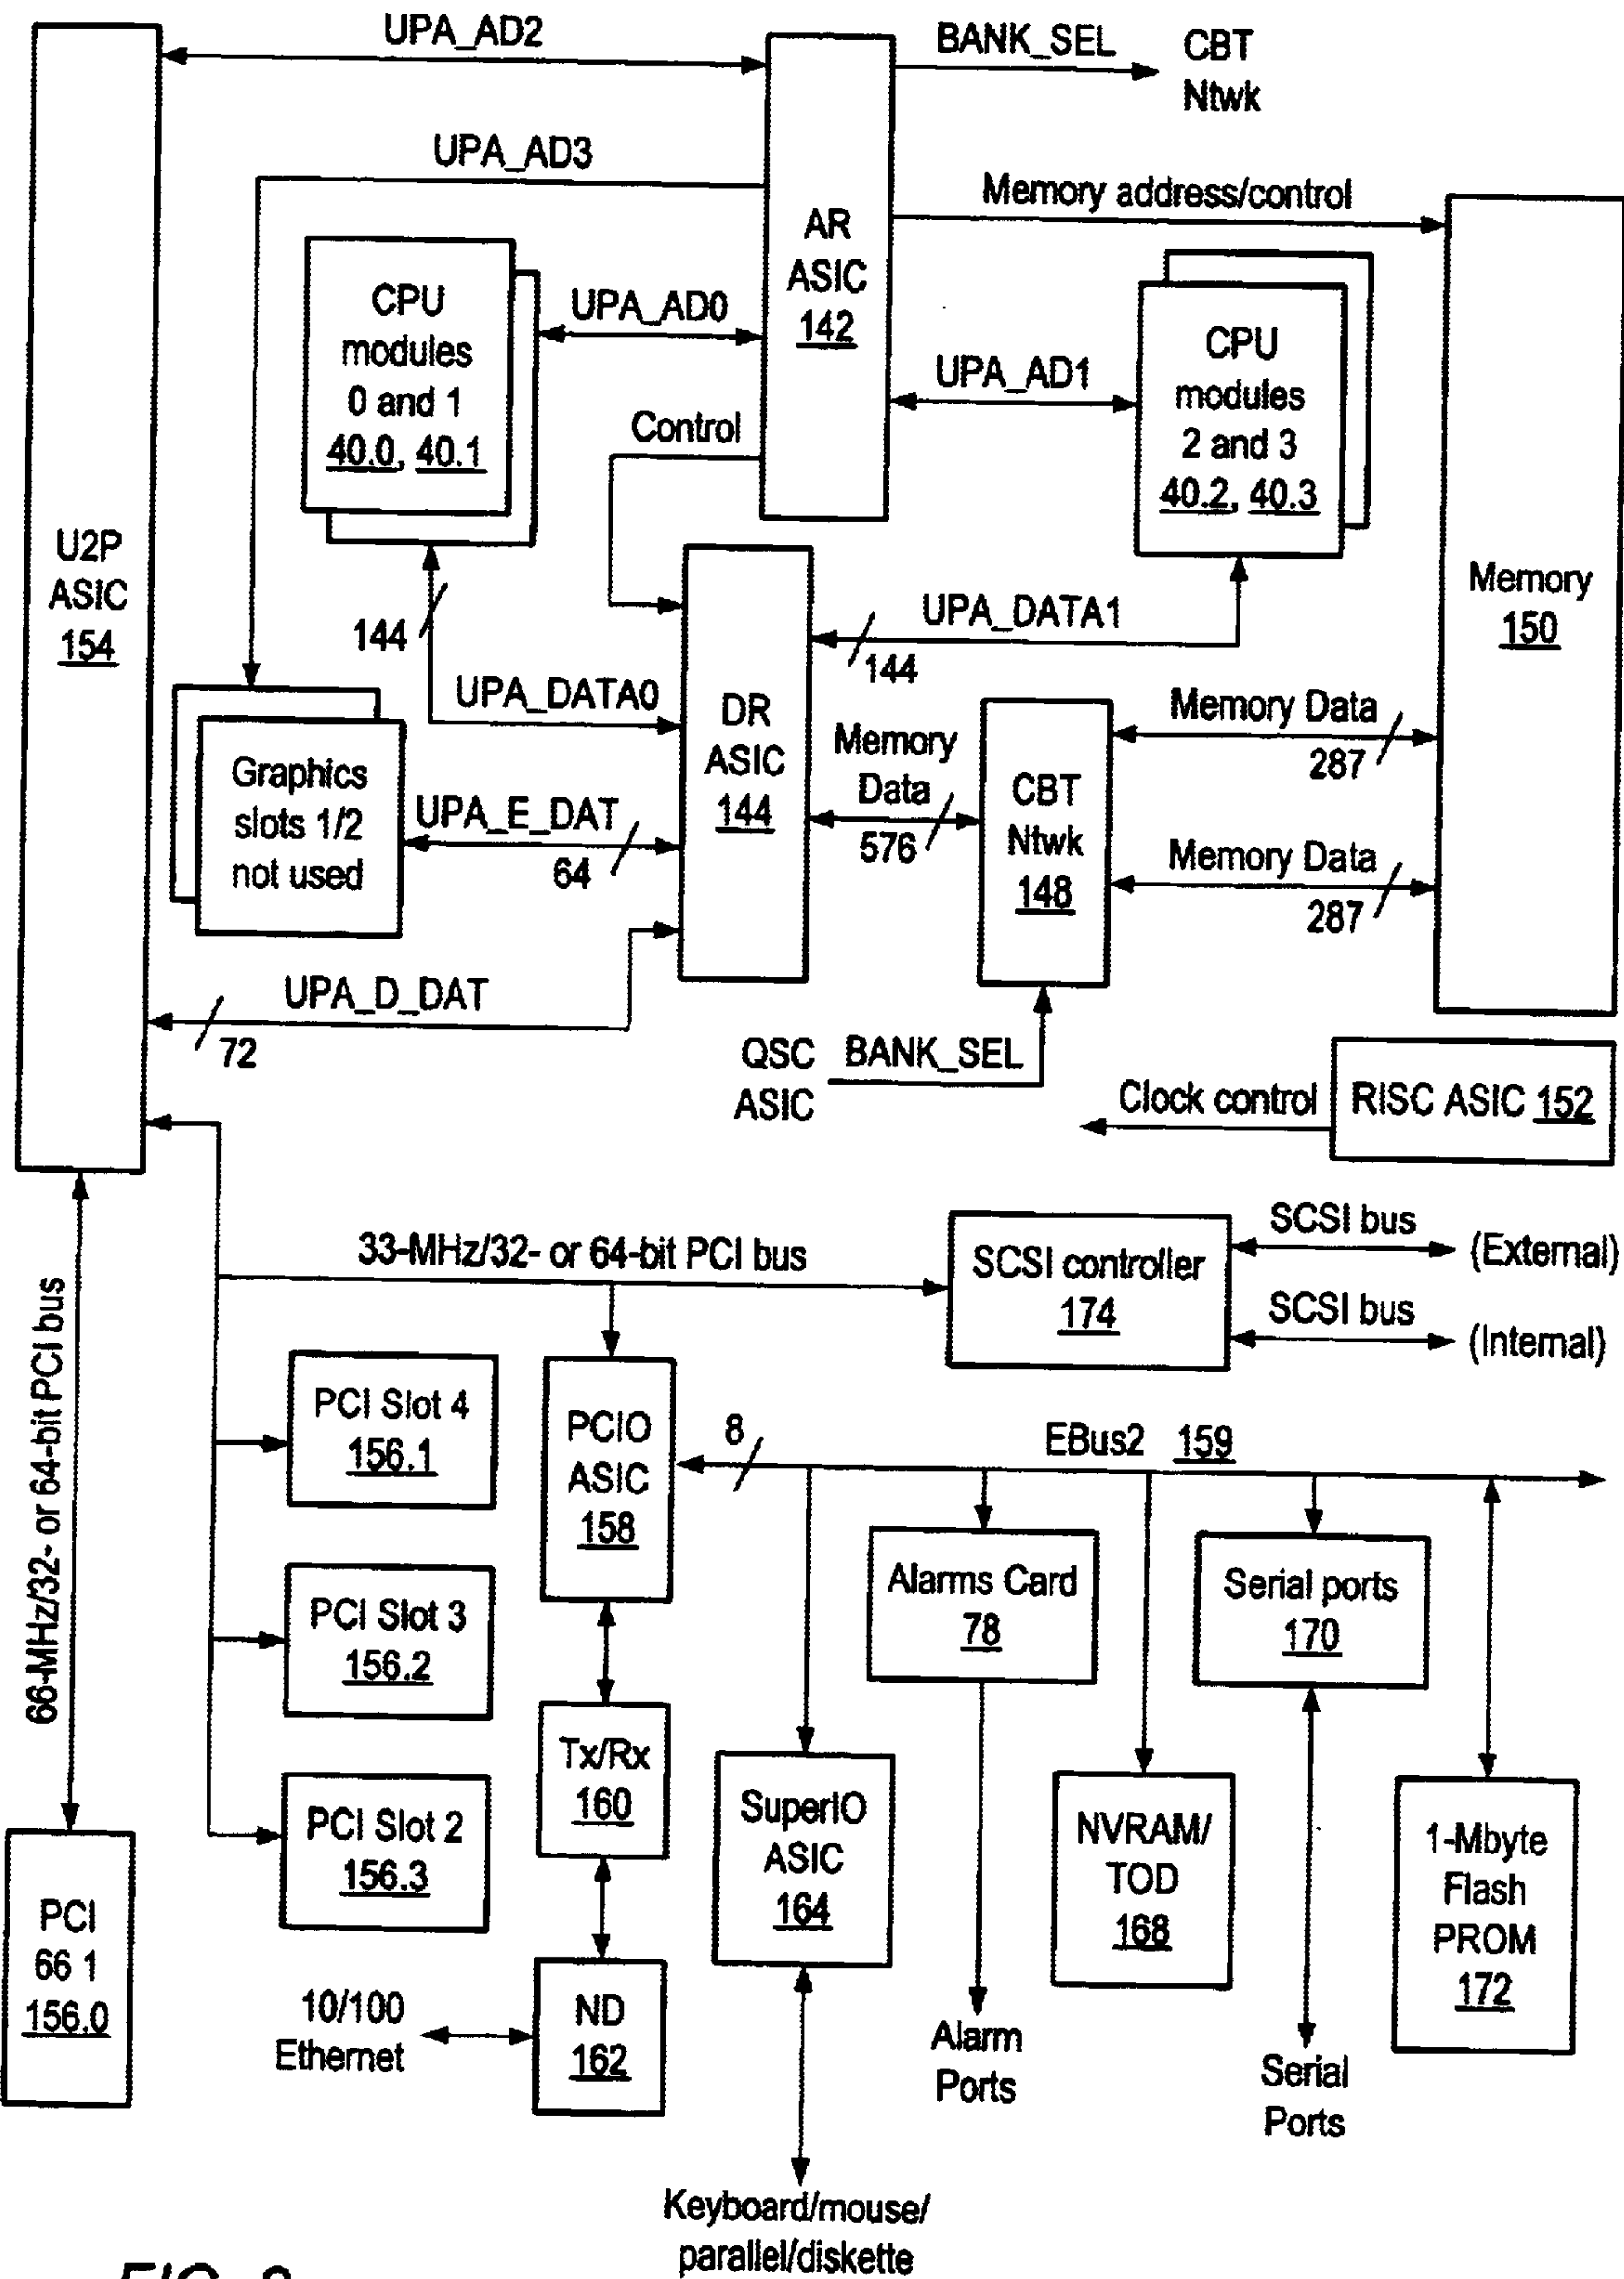 UPA_AD2
BANK_SEL
CBT
Ntwk
UPA_AD3
Memory address/control
AR
ASIC
142
CPU
modules
0 and 1
40.0, 40.1
UPA_AD0
UPA_AD1
CPU
modules
2 and 3
40.2, 40.3
Control
U2P
ASIC
154
Memory
150
144
UPA_DATA1
144
UPA_DATA0
DR
ASIC
144
Memory
Data
576
CBT
Ntwk
148
Memory Data
287
Memory Data
287
Graphics
slots 1/2
not used
UPA_E_DAT
64
UPA_D_DAT
72
QSC
ASIC
BANK_SEL
Clock control
RISC ASIC 152
33-MHz/32- or 64-bit PCI bus
SCSI controller
174
SCSI bus
(External)
SCSI bus
(Internal)
66-MHz/32- or 64-bit PCI bus
PCI Slot 4
156.1
PCIO
ASIC
158
8
EBus2 159
PCI Slot 3
156.2
Alarms Card
78
Serial ports
170
Tx/Rx
160
PCI Slot 2
156.3
SuperIO
ASIC
164
NVRAM/
TOD
168
1-Mbyte
Flash
PROM
172
PCI
66 1
156.0
10/100
Ethernet
ND
162
Alarm
Ports
Serial
Ports
Keyboard/mouse/
parallel/diskette